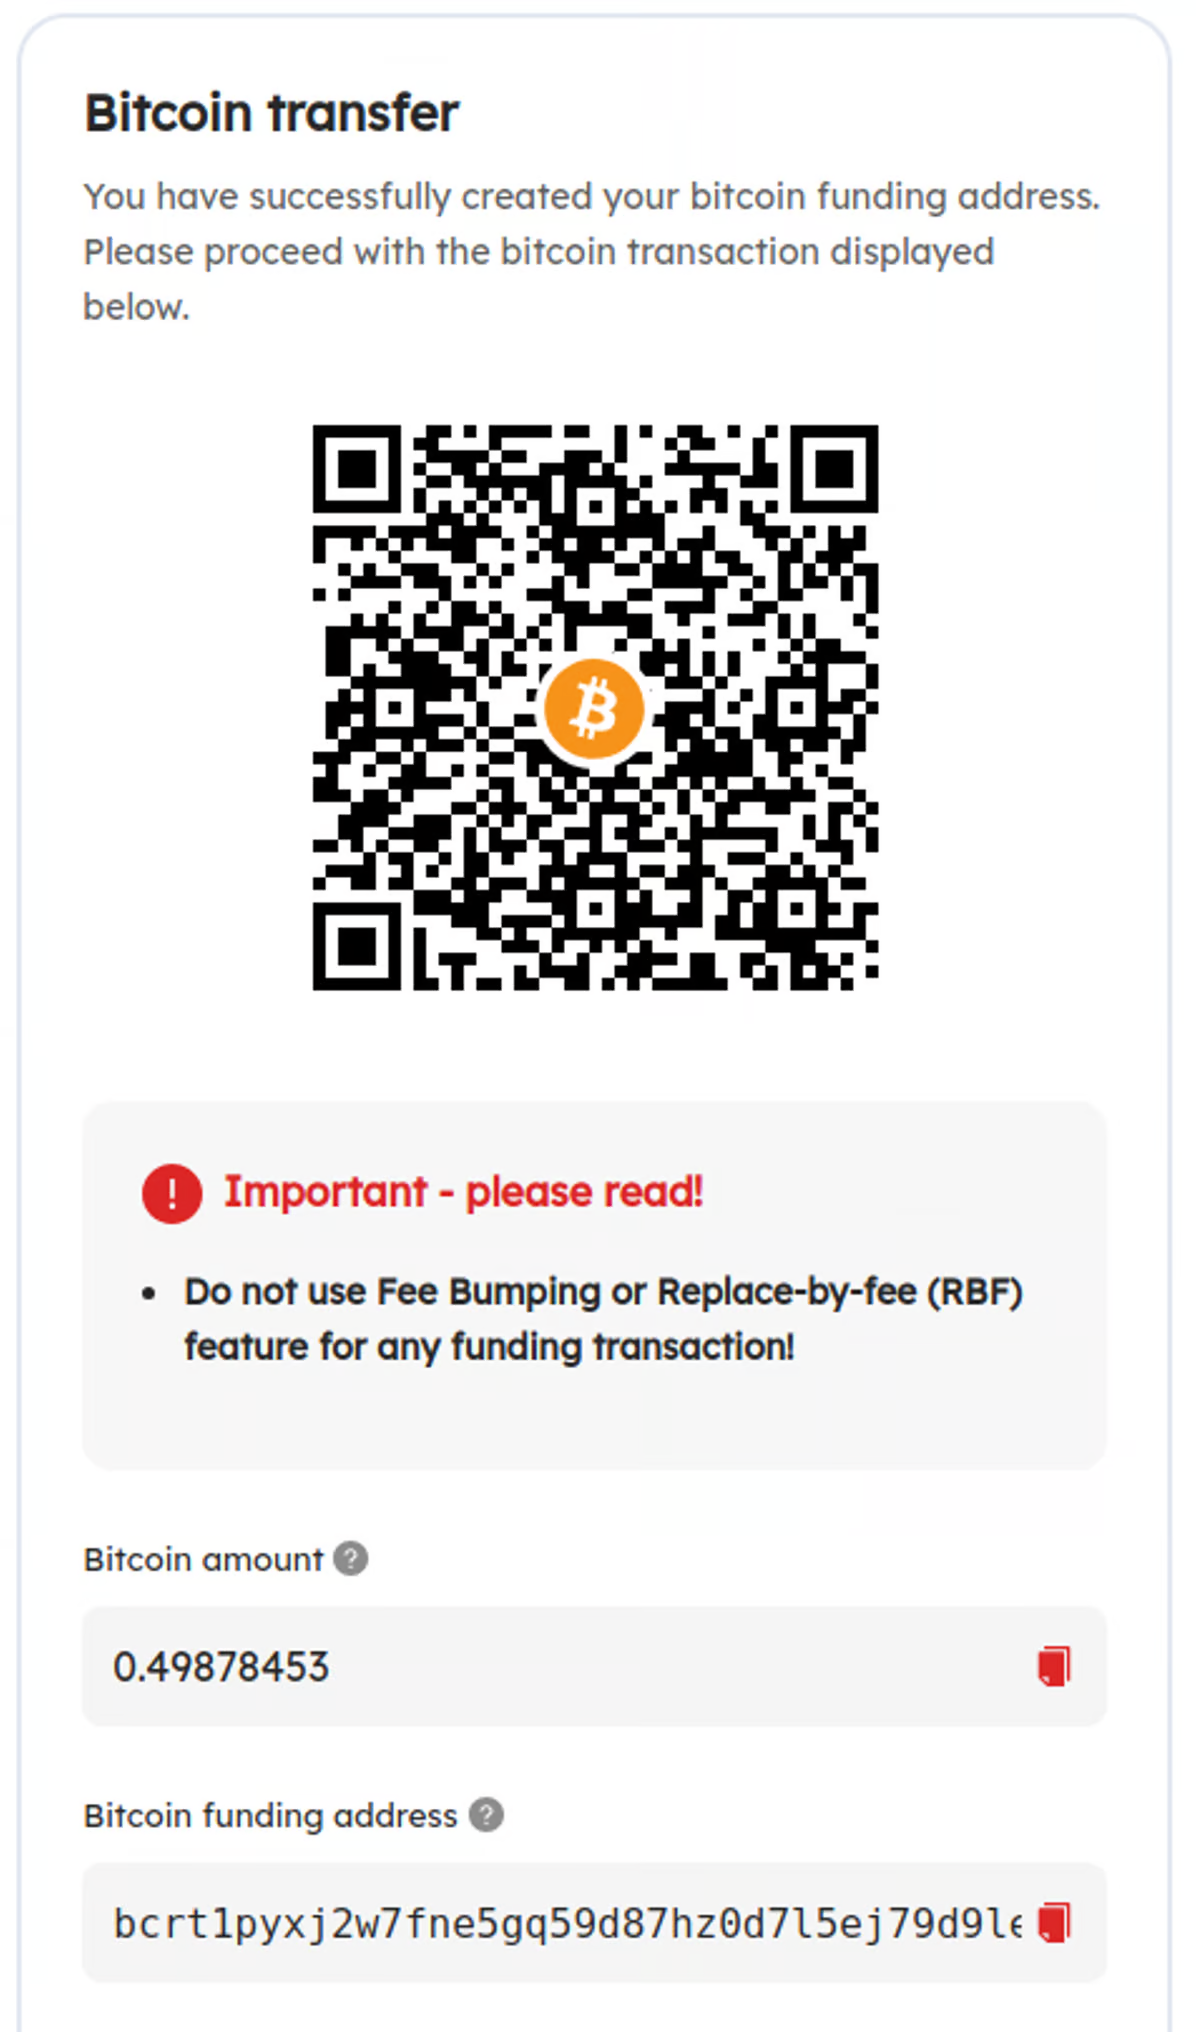 Bitcoin transfer
You have successfully created your bitcoin funding address.
Please proceed with the bitcoin transaction displayed
below.
Important - please read!
• Do not use Fee Bumping or Replace-by-fee (RBF)
feature for any funding transaction!
Bitcoin amount ?
0.49878453
Bitcoin funding address ?
bcrt1pyxj2w7fne5gq59d87hz0d7l5ej79d9le